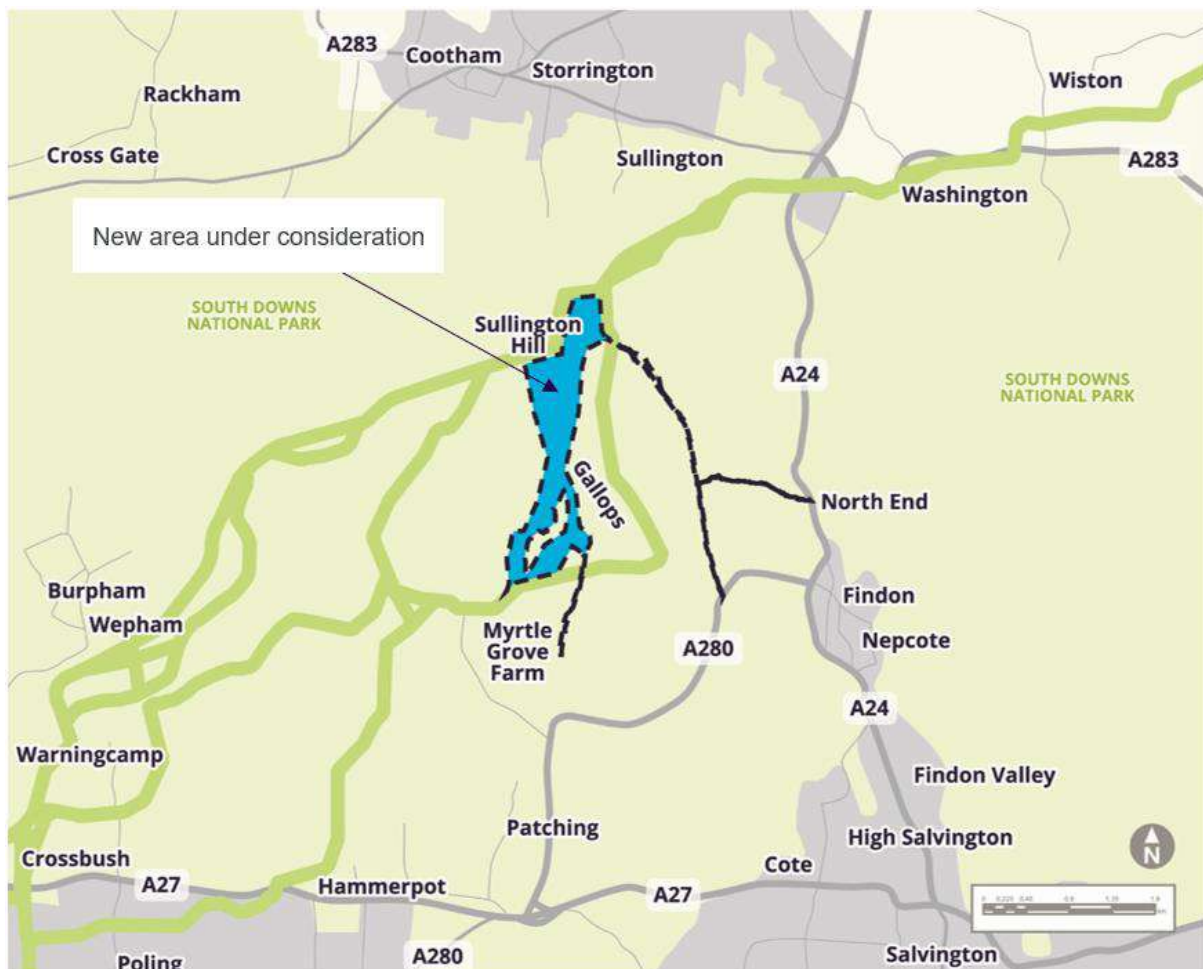 A283
Cootham
Storrington
Wiston
Rackham
Cross Gate
Sullington
A283
Washington
New area under consideration
SOUTH DOWNS
NATIONAL PARK
Sullington
Hill
A24
SOUTH DOWNS
NATIONAL PARK
Gallops
North End
Burpham
Wepham
Findon
Myrtle
Grove
Farm
Nepcote
A280
A24
Warningcamp
Findon Valley
Patching
High Salvington
N
Crossbush
Cote
A27
Hammerpot
A27
Poling
A280
Salvington